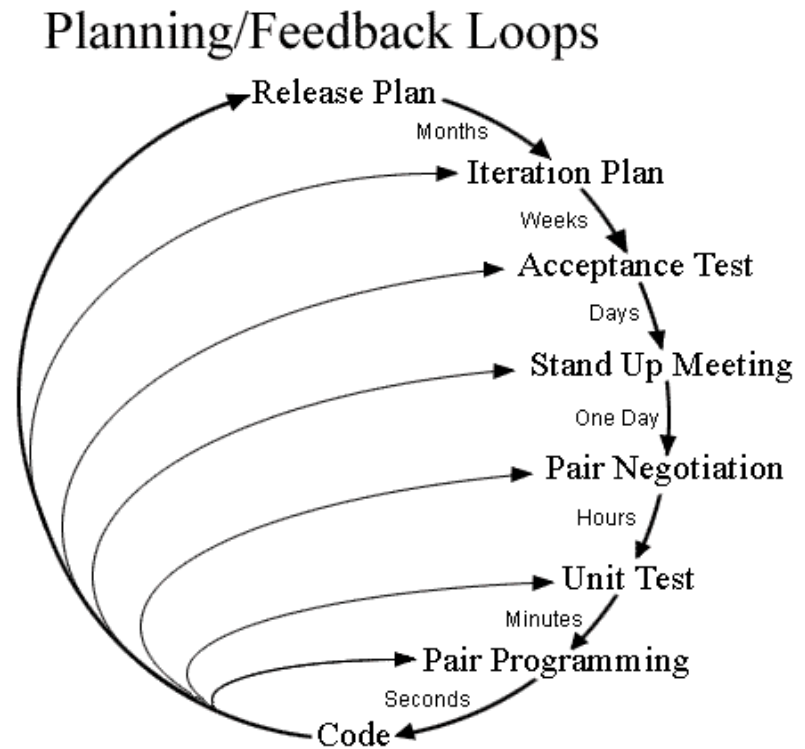 Planning/Feedback Loops
Release Plan
Months
Iteration Plan
Weeks
Acceptance Test
Days
Stand Up Meeting
One Day
Pair Negotiation
Hours
Unit Test
Minutes
Pair Programming
Seconds
Code